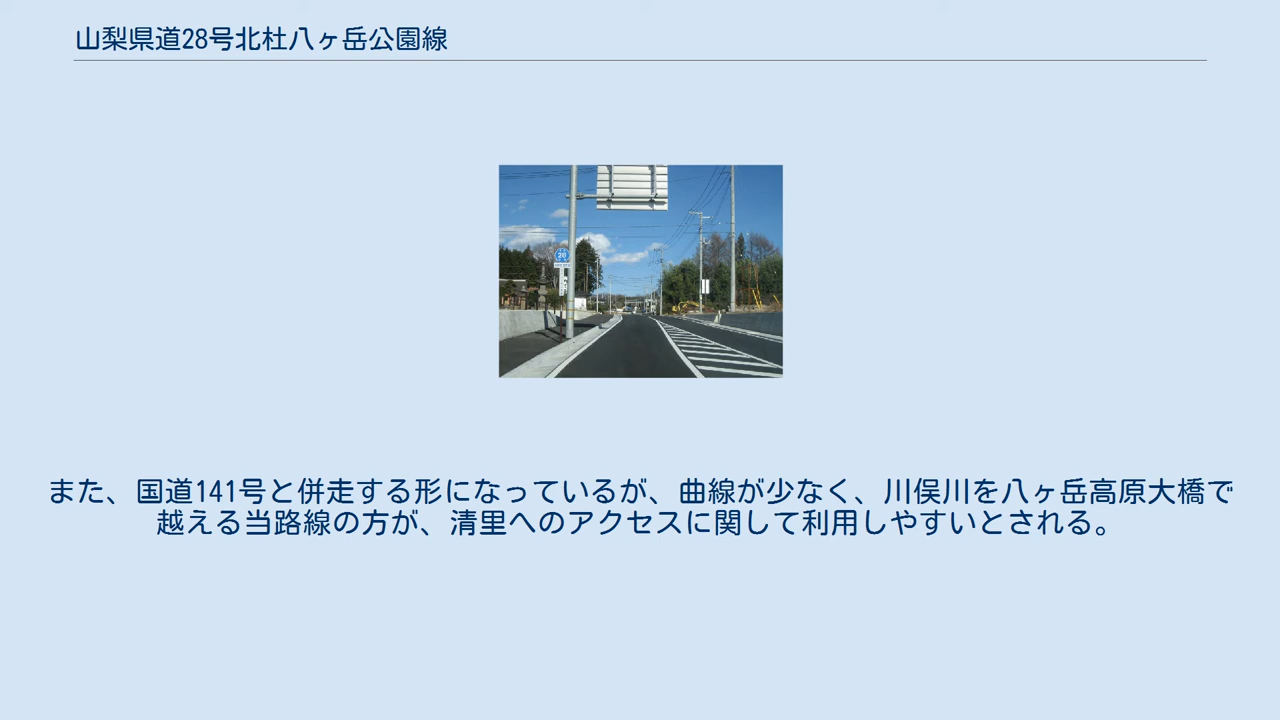 山梨県道28号北杜八ヶ岳公園線
28
また、国道141号と併走する形になっているが、曲線が少なく、川俣川を八ヶ岳高原大橋で
越える当路線の方が、清里へのアクセスに関して利用しやすいとされる。